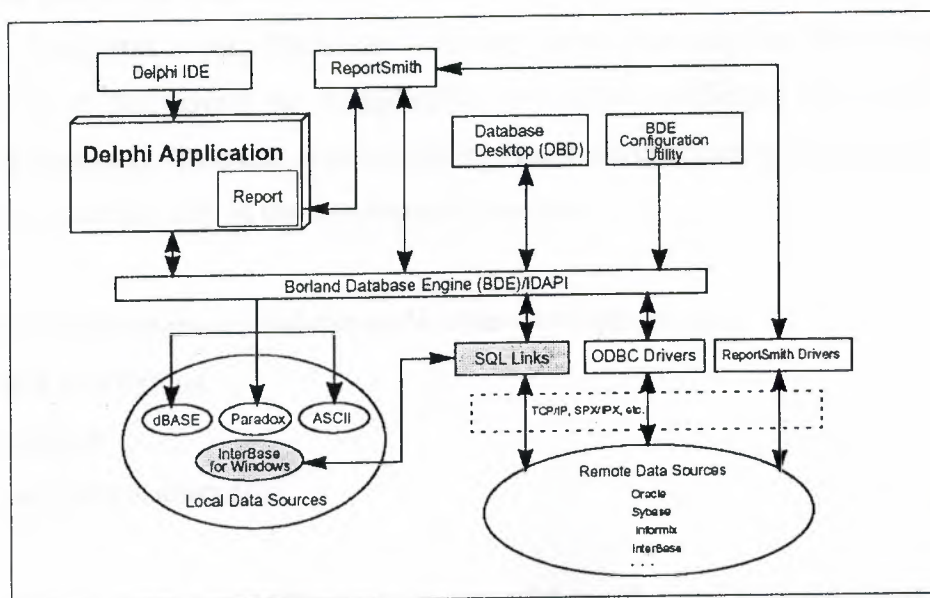 Delphi IDE
ReportSmith
Delphi Application
Report
Database
Desktop (DBD)
BDE
Configuration
Utility
Borland Database Engine (BDE)/IDAPI
SQL Links
ODBC Drivers
ReportSmith Drivers
TCP/IP, SPX/IPX, etc.
dBASE
Paradox
ASCII
InterBase
for Windows
Local Data Sources
Remote Data Sources
Oracle
Sybase
Informix
InterBase
. . .